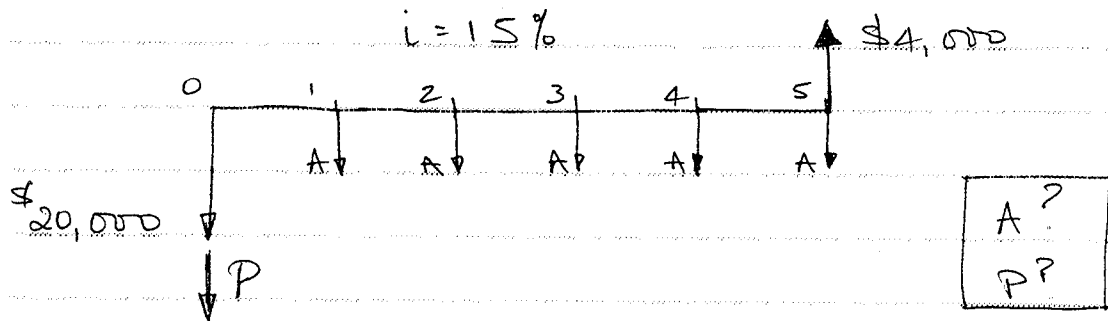 i = 15%
$4,000
0 1 2 3 4 5
A A A A A
$20,000
P
A?
P?